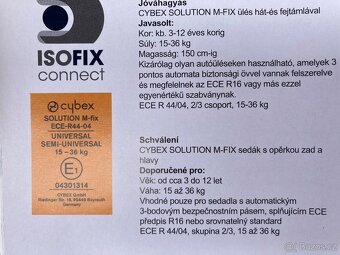 ISOFIX
connect
cybex
SOLUTION M-fix
ECE-R44-04
UNIVERSAL
SEMI-UNIVERSAL
15 – 36 kg
E1
04301314
CYBEX GmbH
Riedinger Str. 18, 95448 Bayreuth
Germany
Jóváhagyás
CYBEX SOLUTION M-FIX ülés hát-és fejtámlával
Javasolt:
Kor: kb. 3-12 éves korig
Súly: 15-36 kg
Magasság: 150 cm-ig
Kizárólag olyan autóüléseken használható, amelyek 3
pontos automata biztonsági övvel vannak felszerelve
és megfelelnek az ECE R16 vagy más ezzel
egyenértékű szabványnak.
ECE R 44/04, 2/3 csoport, 15-36 kg
Schválení
CYBEX SOLUTION M-FIX sedák s opěrkou zad a
hlavy
Doporučené pro:
Věk: od cca 3 do 12 let
Váha: 15 až 36 kg
Vhodné pouze pro sedadla s automatickým
3-bodovým bezpečnostním pásem, splňujícím ECE
předpis R16 nebo srovnatelný standard
ECE R 44/04, skupina 2/3, 15 až 36 kg